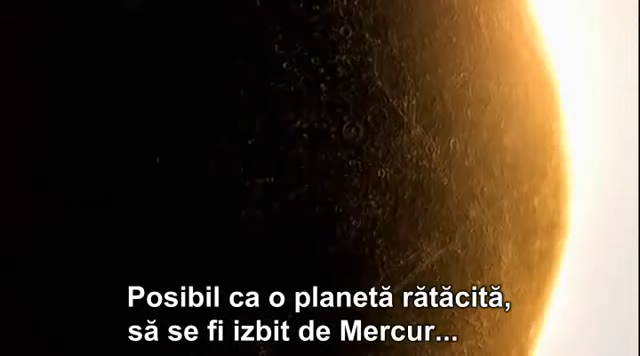 Posibil ca o planetă rătăcită,
să se fi izbit de Mercur...